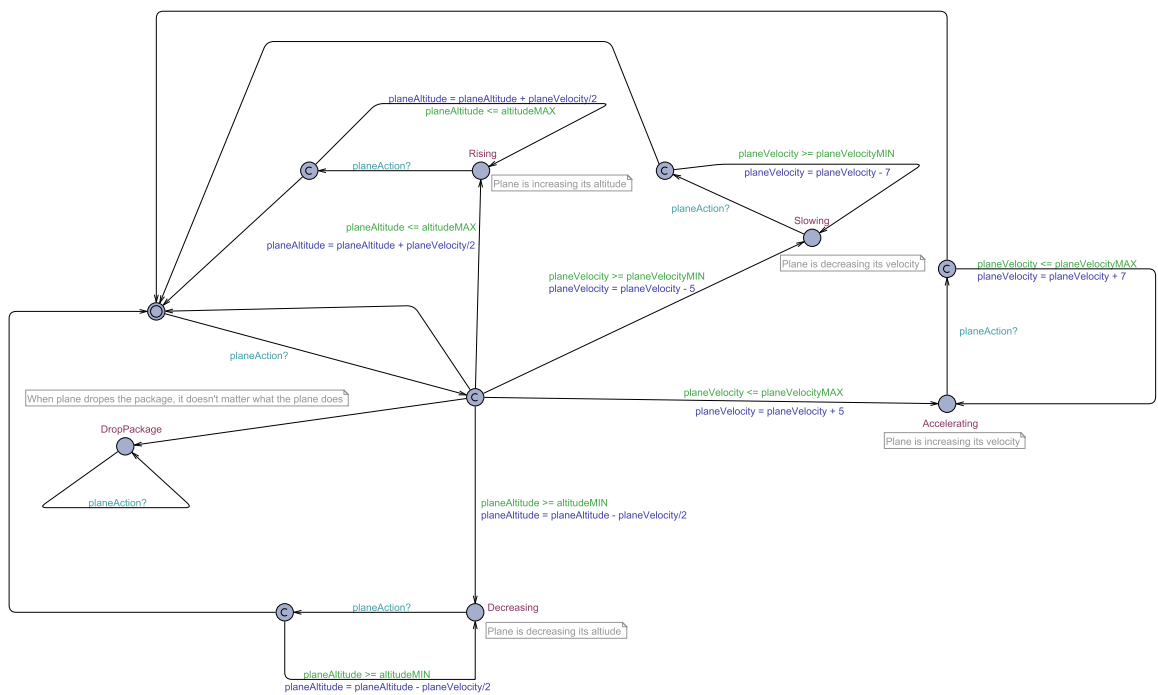 planeAltitude = planeAltitude + planeVelocity/2
planeAltitude <= altitudeMAX
Rising
planeAction?
Plane is increasing its altitude
C
C
planeVelocity >= planeVelocityMIN
planeVelocity = planeVelocity - 7
planeAction?
Slowing
Plane is decreasing its velocity
planeAltitude <= altitudeMAX
planeAltitude = planeAltitude + planeVelocity/2
planeVelocity >= planeVelocityMIN
planeVelocity = planeVelocity - 5
C
planeVelocity <= planeVelocityMAX
planeVelocity = planeVelocity + 7
planeAction?
planeAction?
When plane dropes the package, it doesn't matter what the plane does
C
planeVelocity <= planeVelocityMAX
planeVelocity = planeVelocity + 5
Accelerating
Plane is increasing its velocity
DropPackage
planeAction?
planeAltitude >= altitudeMIN
planeAltitude = planeAltitude - planeVelocity/2
C
planeAction?
Decreasing
Plane is decreasing its altiude
planeAltitude >= altitudeMIN
planeAltitude = planeAltitude - planeVelocity/2